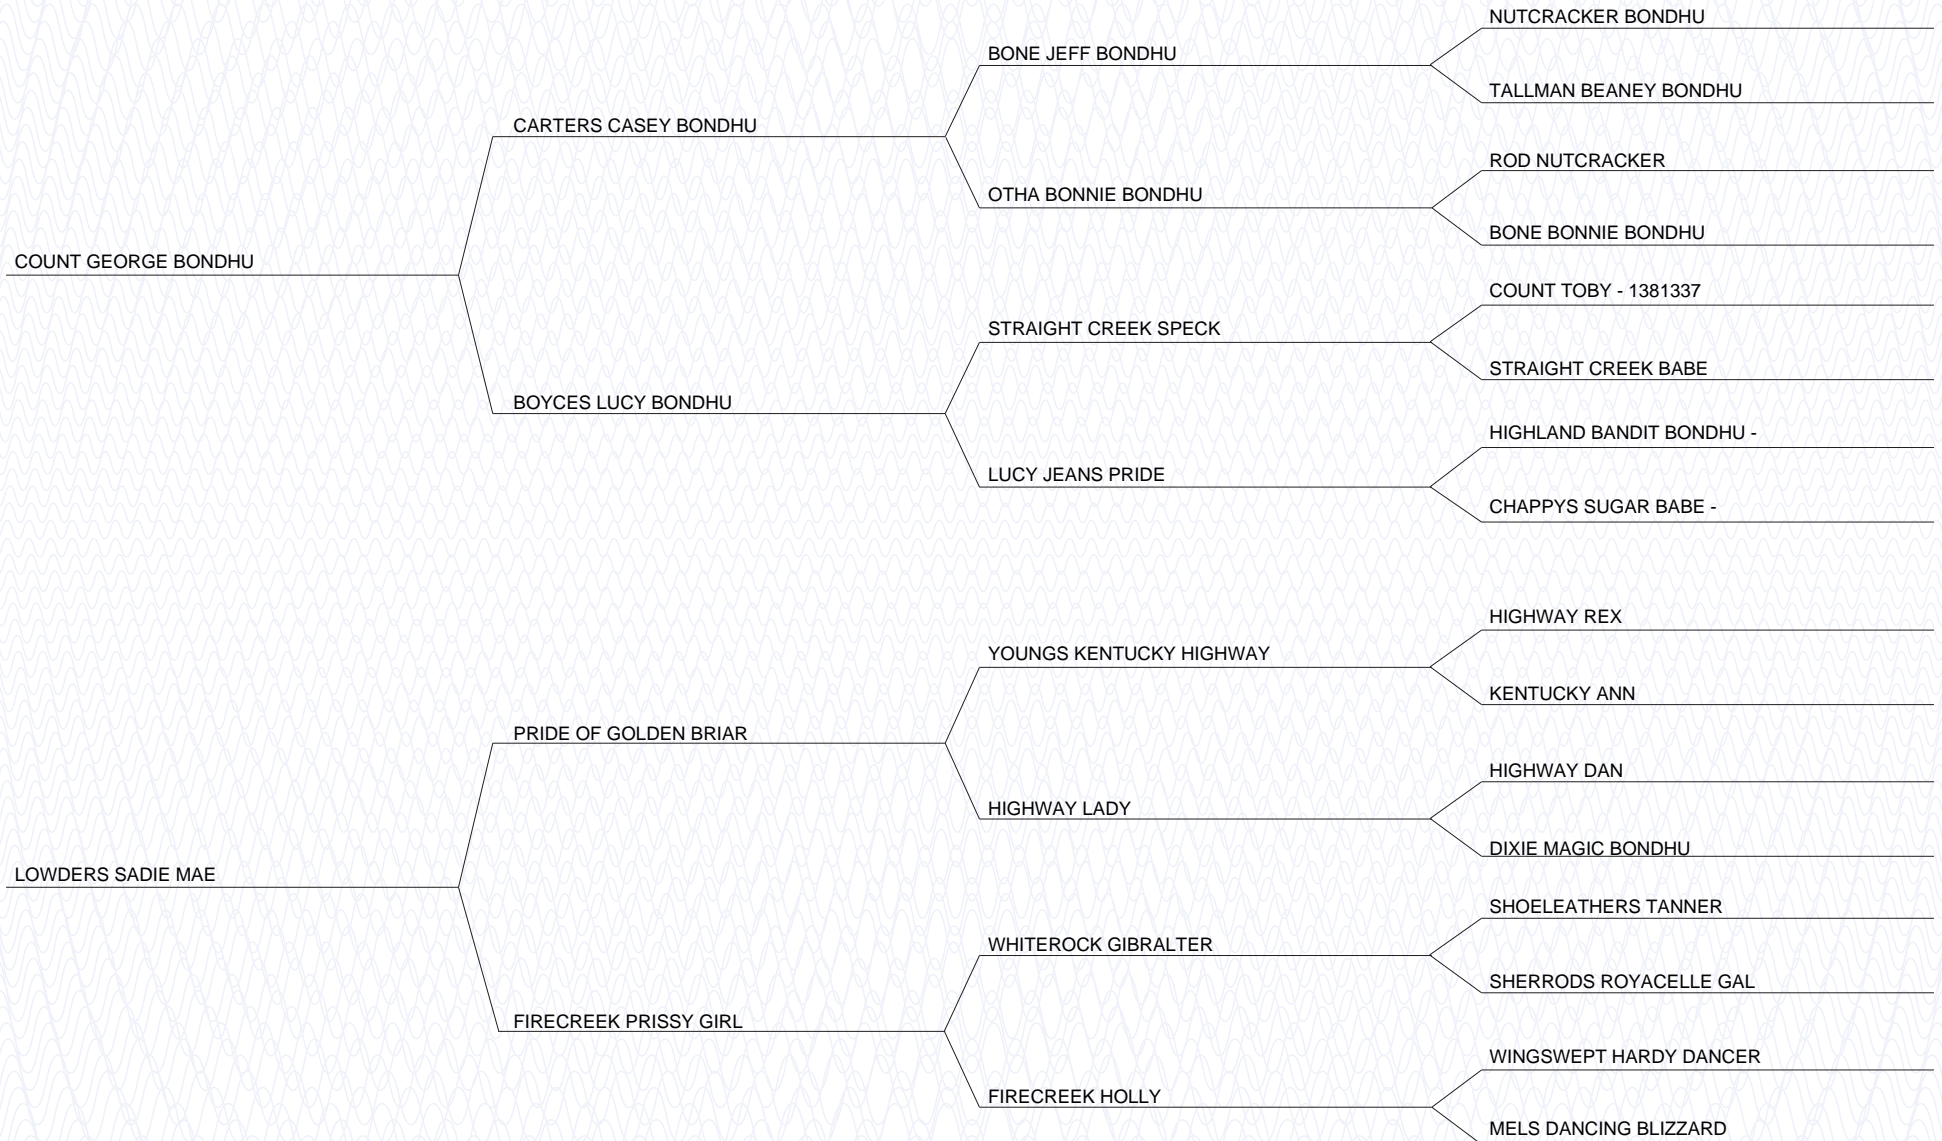 NUTCRACKER BONDHU
BONE JEFF BONDHU
TALLMAN BEANEY BONDHU
CARTERS CASEY BONDHU
ROD NUTCRACKER
OTHA BONNIE BONDHU
BONE BONNIE BONDHU
COUNT GEORGE BONDHU
COUNT TOBY - 1381337
STRAIGHT CREEK SPECK
STRAIGHT CREEK BABE
BOYCES LUCY BONDHU
HIGHLAND BANDIT BONDHU -
LUCY JEANS PRIDE
CHAPPYS SUGAR BABE -
HIGHWAY REX
YOUNGS KENTUCKY HIGHWAY
KENTUCKY ANN
PRIDE OF GOLDEN BRIAR
HIGHWAY DAN
HIGHWAY LADY
DIXIE MAGIC BONDHU
LOWDERS SADIE MAE
SHOELEATHERS TANNER
WHITEROCK GIBRALTER
SHERRODS ROYACELLE GAL
FIRECREEK PRISSY GIRL
WINGSWEPT HARDY DANCER
FIRECREEK HOLLY
MELS DANCING BLIZZARD